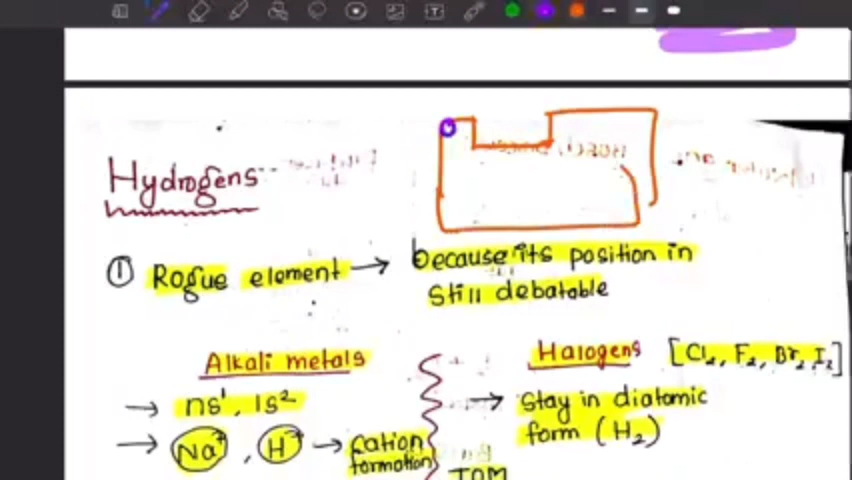 Hydrogens
① Rogue element → because its position in
still debatable
Alkali metals
→ ns¹, 1s²
→ Na⁺, H⁺ → cation
formation
Halogens [Cl₂, F₂, Br₂, I₂]
→ Stay in diatomic
form (H₂)